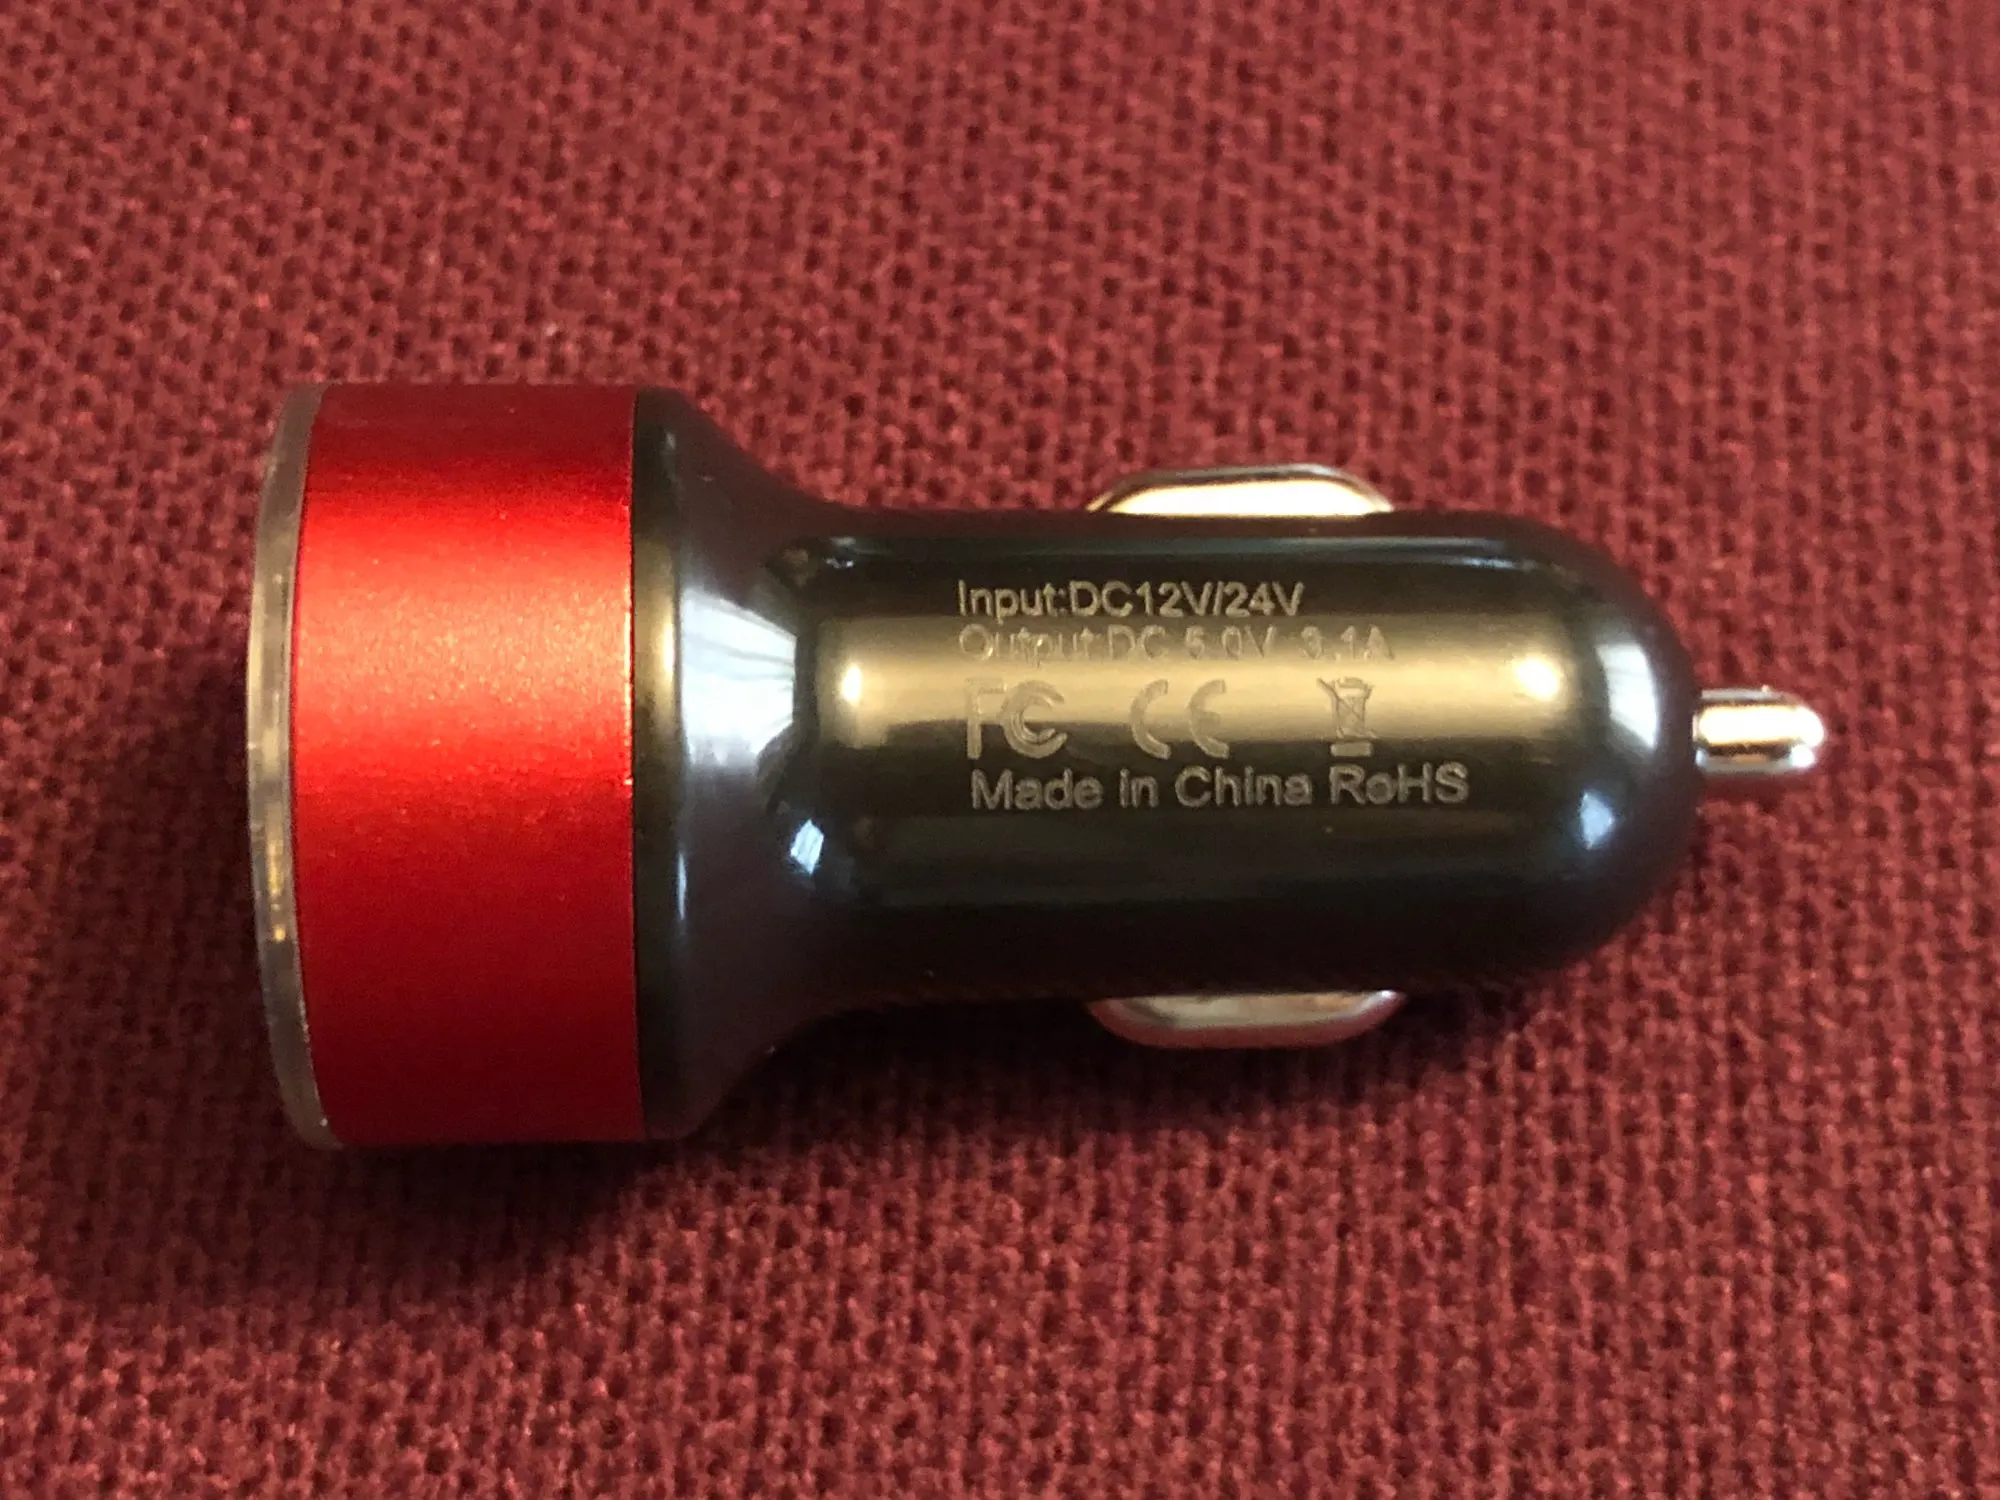 Input:DC12V/24V
Output:DC 5.0V 3.1A
FC CE
Made in China RoHS